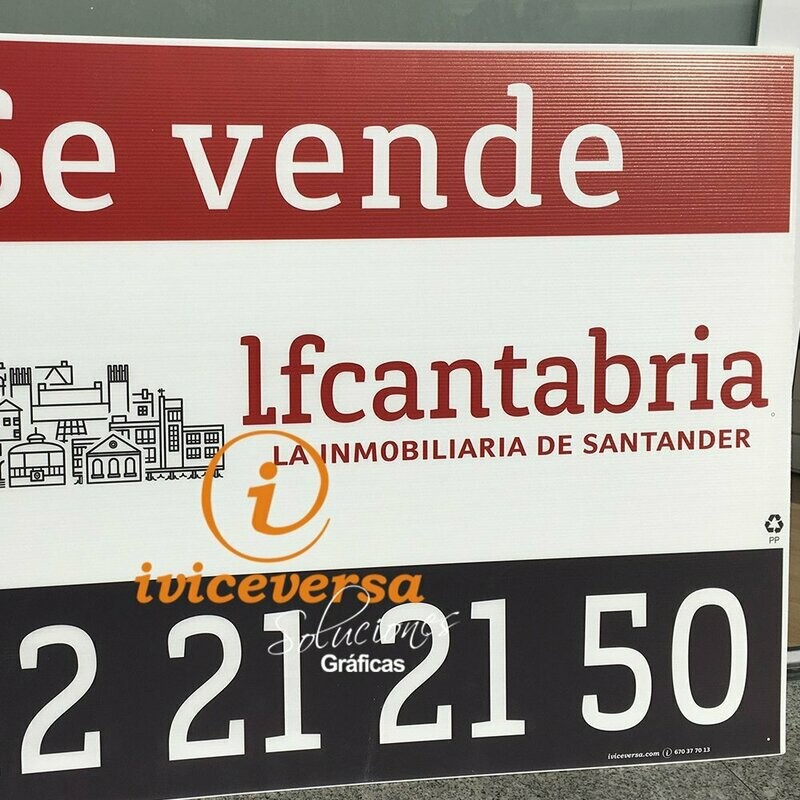 Se vende
lfcantabria
LA INMOBILIARIA DE SANTANDER
i
iviceversa
Soluciones
Gráficas
PP
2 21 21 50
iviceversa.com i 670 37 70 13